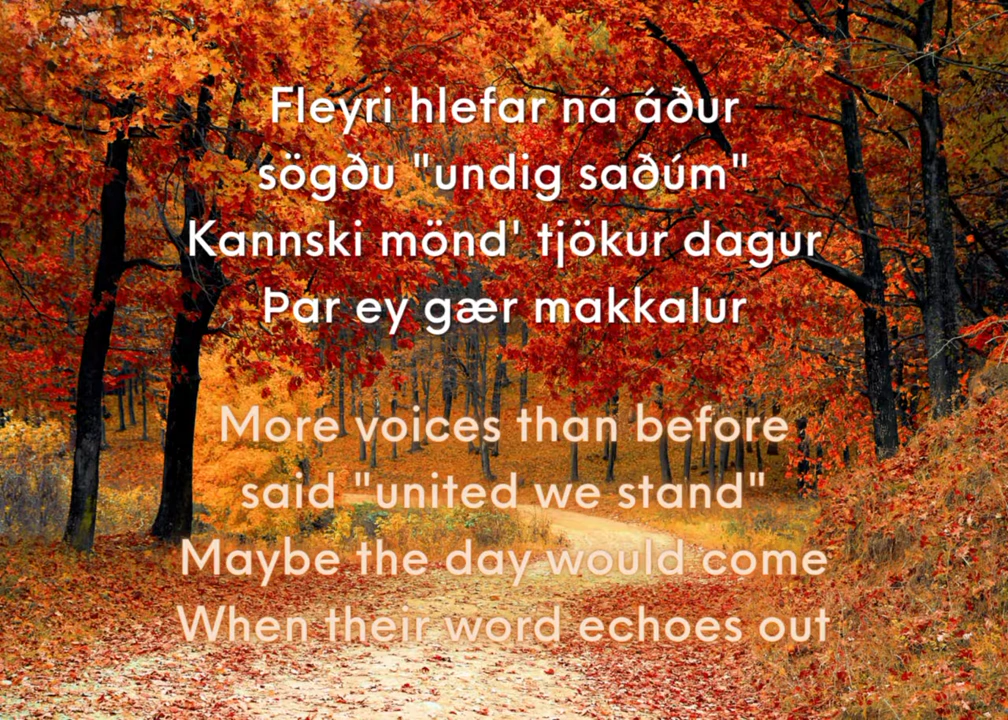 Fleyri hlefar ná áður
sögðu "undig saðúm"
Kannski mönd' tjökur dagur
Þar ey gær makkalur
More voices than before
said "united we stand"
Maybe the day would come
When their word echoes out